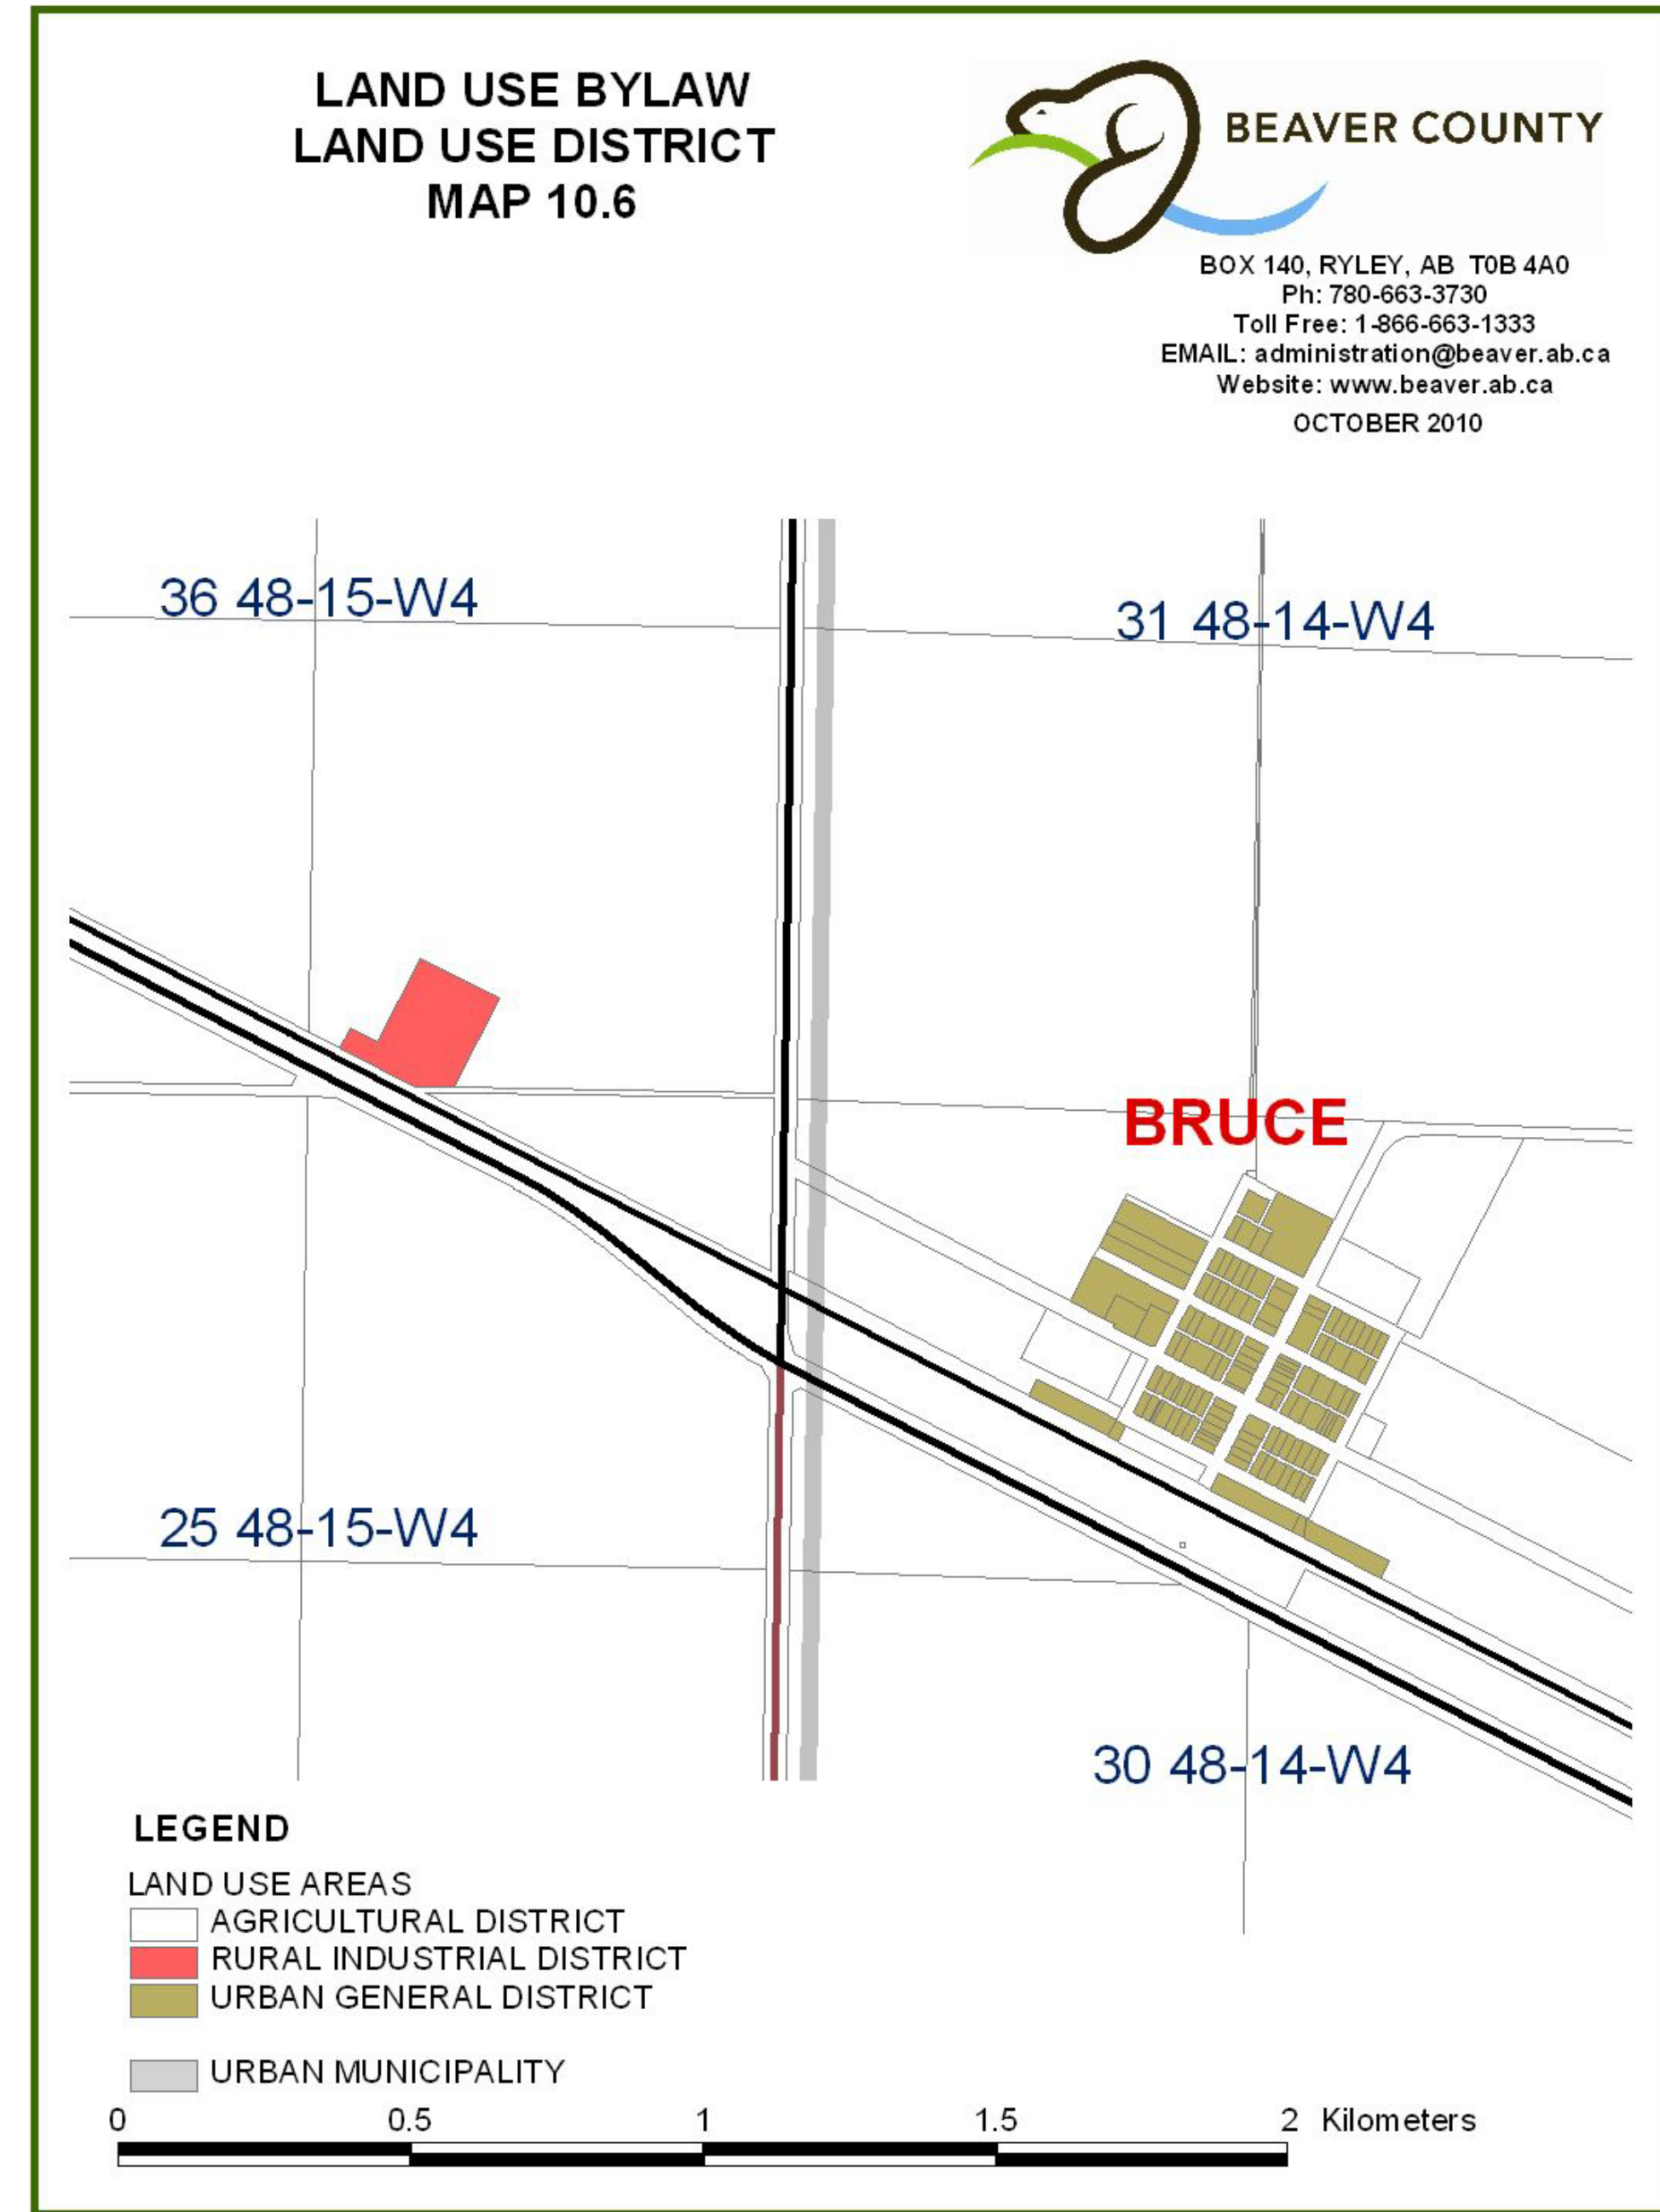 LAND USE BYLAW
LAND USE DISTRICT
MAP 10.6
BEAVER COUNTY
BOX 140, RYLEY, AB  T0B 4A0
Ph: 780-663-3730
Toll Free: 1-866-663-1333
EMAIL: administration@beaver.ab.ca
Website: www.beaver.ab.ca
OCTOBER 2010
36 48-15-W4
31 48-14-W4
BRUCE
25 48-15-W4
30 48-14-W4
LEGEND
LAND USE AREAS
AGRICULTURAL DISTRICT
RURAL INDUSTRIAL DISTRICT
URBAN GENERAL DISTRICT
URBAN MUNICIPALITY
0 0.5 1 1.5 2 Kilometers